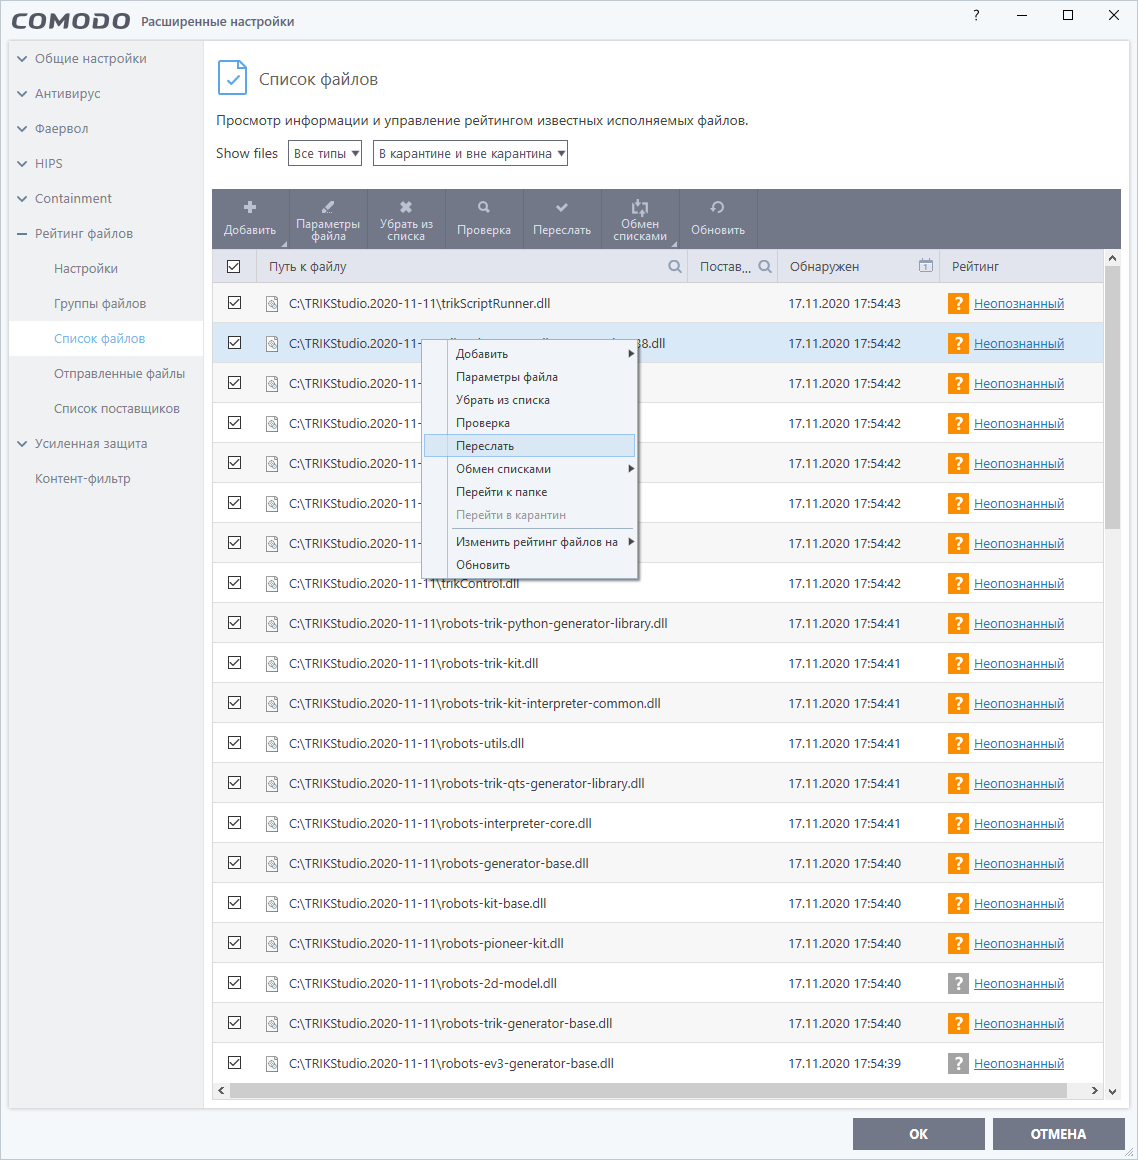 COMODO Расширенные настройки
?
Общие настройки
Антивирус
Фаервол
HIPS
Containment
Рейтинг файлов
Настройки
Группы файлов
Список файлов
Отправленные файлы
Список поставщиков
Усиленная защита
Контент-фильтр
Список файлов
Просмотр информации и управление рейтингом известных исполняемых файлов.
Show files Все типы В карантине и вне карантина
Добавить
Параметры файла
Убрать из списка
Проверка
Переслать
Обмен списками
Обновить
Путь к файлу Постав... Обнаружен Рейтинг
C:\TRIKStudio.2020-11-11\trikScriptRunner.dll 17.11.2020 17:54:43 ? Неопознанный
C:\TRIKStudio.2020-11- 38.dll 17.11.2020 17:54:42 ? Неопознанный
C:\TRIKStudio.2020-11- 17.11.2020 17:54:42 ? Неопознанный
C:\TRIKStudio.2020-11- 17.11.2020 17:54:42 ? Неопознанный
C:\TRIKStudio.2020-11- 17.11.2020 17:54:42 ? Неопознанный
C:\TRIKStudio.2020-11- 17.11.2020 17:54:42 ? Неопознанный
C:\TRIKStudio.2020-11- 17.11.2020 17:54:42 ? Неопознанный
C:\TRIKStudio.2020-11-11\trikControl.dll 17.11.2020 17:54:42 ? Неопознанный
C:\TRIKStudio.2020-11-11\robots-trik-python-generator-library.dll 17.11.2020 17:54:41 ? Неопознанный
C:\TRIKStudio.2020-11-11\robots-trik-kit.dll 17.11.2020 17:54:41 ? Неопознанный
C:\TRIKStudio.2020-11-11\robots-trik-kit-interpreter-common.dll 17.11.2020 17:54:41 ? Неопознанный
C:\TRIKStudio.2020-11-11\robots-utils.dll 17.11.2020 17:54:41 ? Неопознанный
C:\TRIKStudio.2020-11-11\robots-trik-qts-generator-library.dll 17.11.2020 17:54:41 ? Неопознанный
C:\TRIKStudio.2020-11-11\robots-interpreter-core.dll 17.11.2020 17:54:41 ? Неопознанный
C:\TRIKStudio.2020-11-11\robots-generator-base.dll 17.11.2020 17:54:40 ? Неопознанный
C:\TRIKStudio.2020-11-11\robots-kit-base.dll 17.11.2020 17:54:40 ? Неопознанный
C:\TRIKStudio.2020-11-11\robots-pioneer-kit.dll 17.11.2020 17:54:40 ? Неопознанный
C:\TRIKStudio.2020-11-11\robots-2d-model.dll 17.11.2020 17:54:40 ? Неопознанный
C:\TRIKStudio.2020-11-11\robots-trik-generator-base.dll 17.11.2020 17:54:40 ? Неопознанный
C:\TRIKStudio.2020-11-11\robots-ev3-generator-base.dll 17.11.2020 17:54:39 ? Неопознанный
Добавить
Параметры файла
Убрать из списка
Проверка
Переслать
Обмен списками
Перейти к папке
Перейти в карантин
Изменить рейтинг файлов на
Обновить
OK ОТМЕНА